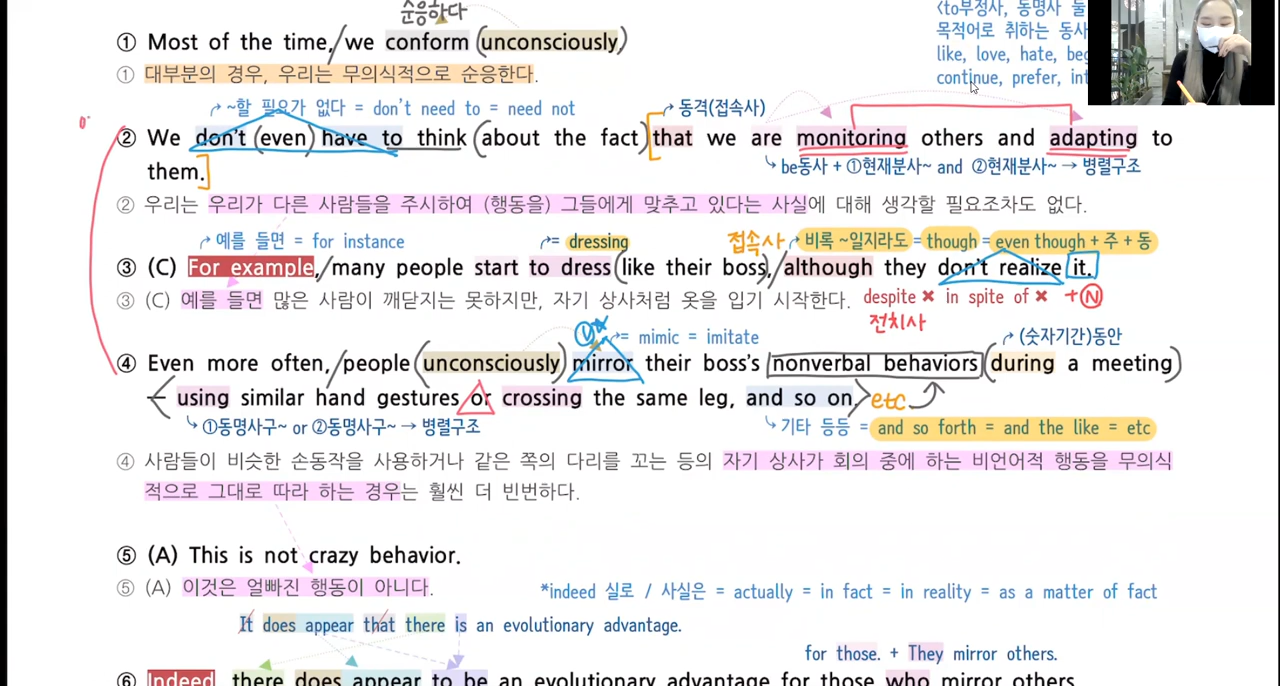 순응하다
<to부정사, 동명사 둘
① Most of the time, we conform (unconsciously,)
목적어로 취하는 동사
like, love, hate, beg
① 대부분의 경우, 우리는 무의식적으로 순응한다.
continue, prefer, int
~할 필요가 없다 = don't need to = need not
동격(접속사)
② We don't (even) have to think (about the fact) that we are monitoring others and adapting to
be동사 + ①현재분사~ and ②현재분사~ → 병렬구조
them.
② 우리는 우리가 다른 사람들을 주시하여 (행동을) 그들에게 맞추고 있다는 사실에 대해 생각할 필요조차도 없다.
예를 들면 = for instance
= dressing
접속사
비록 ~일지라도 = though = even though + 주 + 동
③ (C) For example, many people start to dress (like their boss), although they don't realize it.
③ (C) 예를 들면 많은 사람이 깨닫지는 못하지만, 자기 상사처럼 옷을 입기 시작한다.
despite ✖ in spite of ✖ + Ⓝ
전치사
Ⓥ
= mimic = imitate
(숫자기간)동안
④ Even more often, people (unconsciously) mirror their boss's nonverbal behaviors (during a meeting)
using similar hand gestures or crossing the same leg, and so on, etc
①동명사구~ or ②동명사구~ → 병렬구조
기타 등등 = and so forth = and the like = etc
④ 사람들이 비슷한 손동작을 사용하거나 같은 쪽의 다리를 꼬는 등의 자기 상사가 회의 중에 하는 비언어적 행동을 무의식
적으로 그대로 따라 하는 경우는 훨씬 더 빈번하다.
⑤ (A) This is not crazy behavior.
⑤ (A) 이것은 얼빠진 행동이 아니다.
*indeed 실로 / 사실은 = actually = in fact = in reality = as a matter of fact
It does appear that there is an evolutionary advantage.
for those. + They mirror others.
⑥ Indeed there does appear to be an evolutionary advantage for those who mirror others